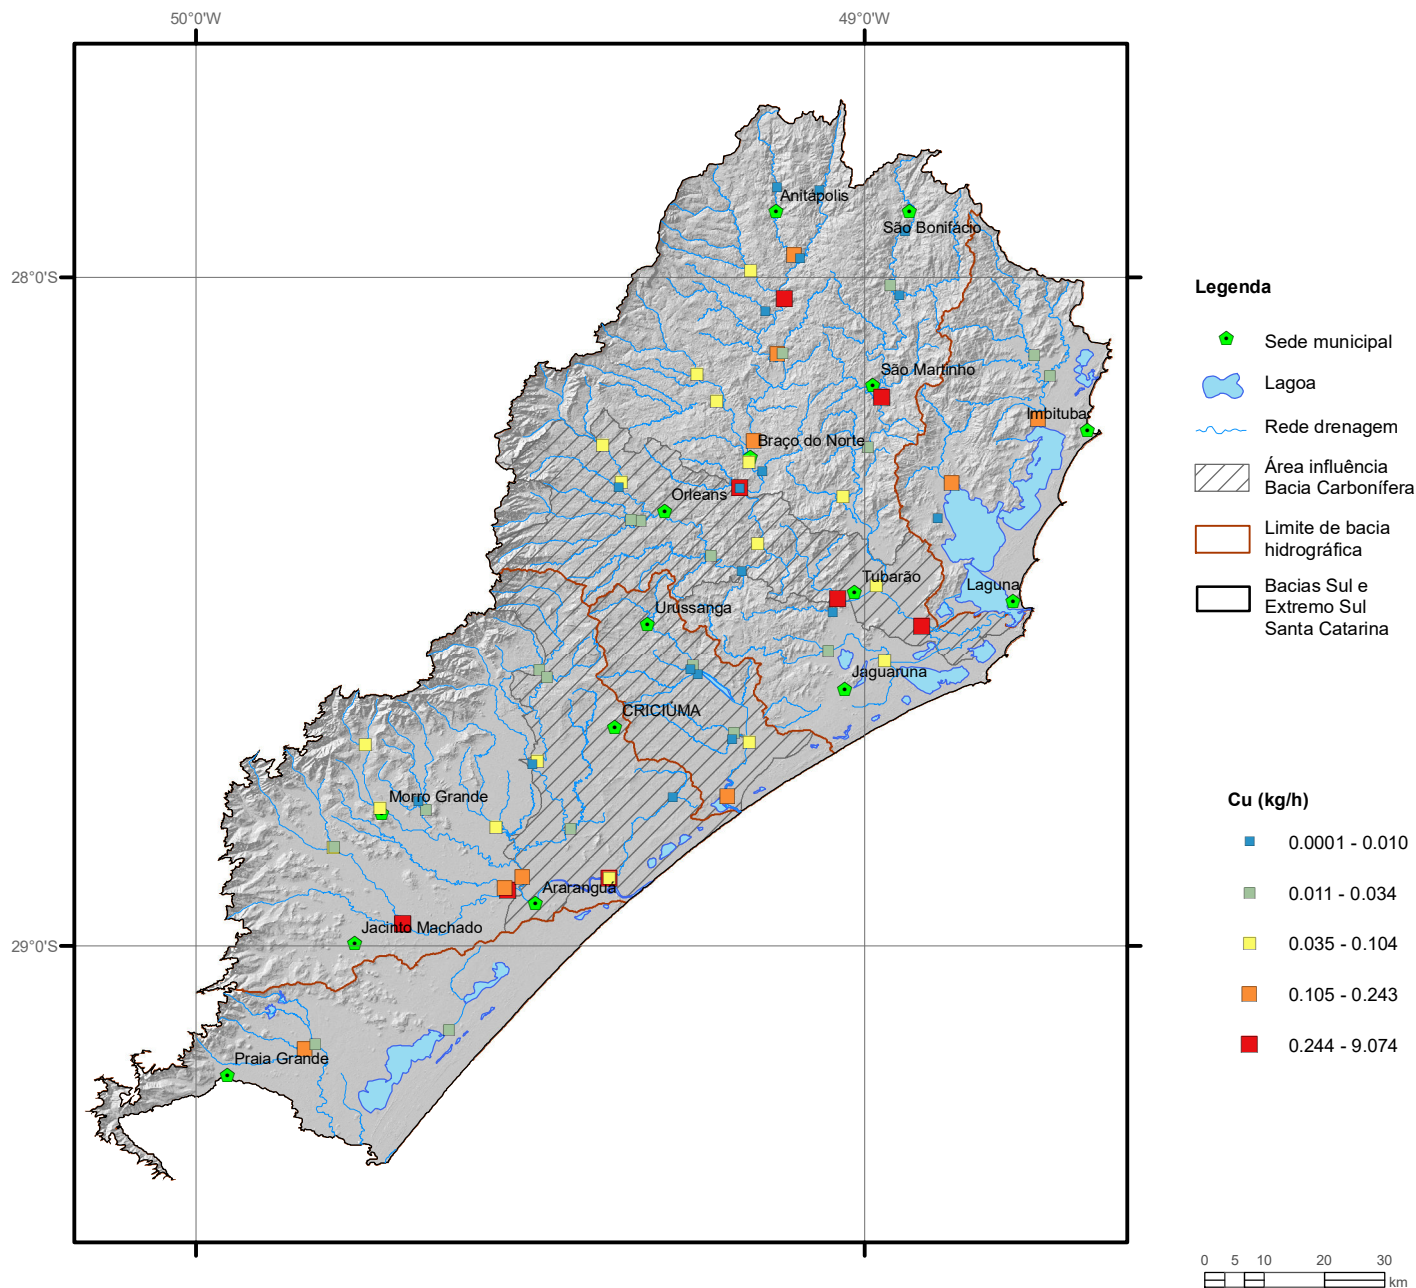 50°0'W
49°0'W
28°0'S
29°0'S
Anitápolis
São Bonifácio
São Martinho
Imbituba
Braço do Norte
Orleans
Tubarão
Laguna
Urussanga
Jaguaruna
CRICIÚMA
Morro Grande
Araranguá
Jacinto Machado
Praia Grande
Legenda
Sede municipal
Lagoa
Rede drenagem
Área influência
Bacia Carbonífera
Limite de bacia
hidrográfica
Bacias Sul e
Extremo Sul
Santa Catarina
Cu (kg/h)
0.0001 - 0.010
0.011 - 0.034
0.035 - 0.104
0.105 - 0.243
0.244 - 9.074
0 5 10 20 30
km